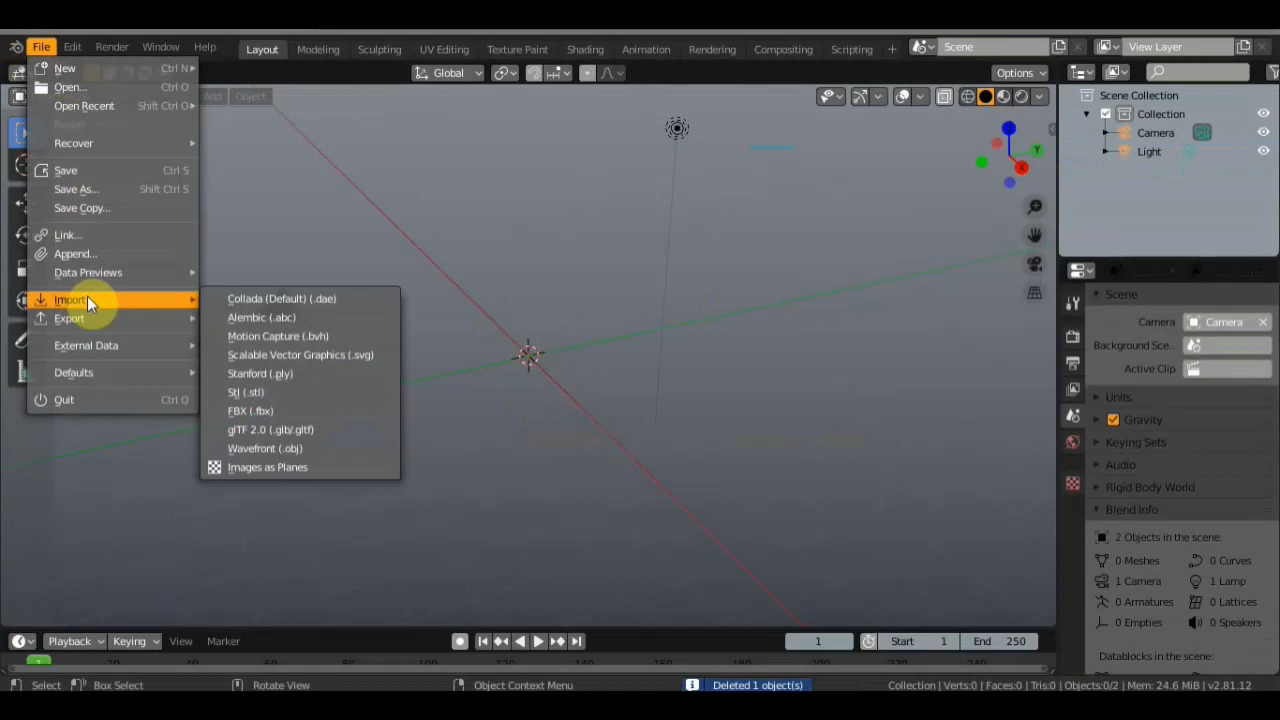 File Edit Render Window Help Layout Modeling Sculpting UV Editing Texture Paint Shading Animation Rendering Compositing Scripting + Scene View Layer
New Ctrl N
Open... Ctrl O
Open Recent Shift Ctrl O
Revert
Recover
Save Ctrl S
Save As... Shift Ctrl S
Save Copy...
Link...
Append...
Data Previews
Import
Export
External Data
Defaults
Quit Ctrl Q
Collada (Default) (.dae)
Alembic (.abc)
Motion Capture (.bvh)
Scalable Vector Graphics (.svg)
Stanford (.ply)
Stl (.stl)
FBX (.fbx)
glTF 2.0 (.glb/.gltf)
Wavefront (.obj)
Images as Planes
Global
Options
Add Object
Y
Scene Collection
Collection
Camera
Light
Scene
Camera Camera
Background Sce...
Active Clip
Units
Gravity
Keying Sets
Audio
Rigid Body World
Blend Info
2 Objects in the scene:
0 Meshes 0 Curves
1 Camera 1 Lamp
0 Armatures 0 Lattices
0 Empties 0 Speakers
Datablocks in the scene:
Playback Keying View Marker 1 Start 1 End 250
1
Select Box Select Rotate View Object Context Menu Deleted 1 object(s) Collection | Verts:0 | Faces:0 | Tris:0 | Objects:0/2 | Mem: 24.6 MiB | v2.81.12